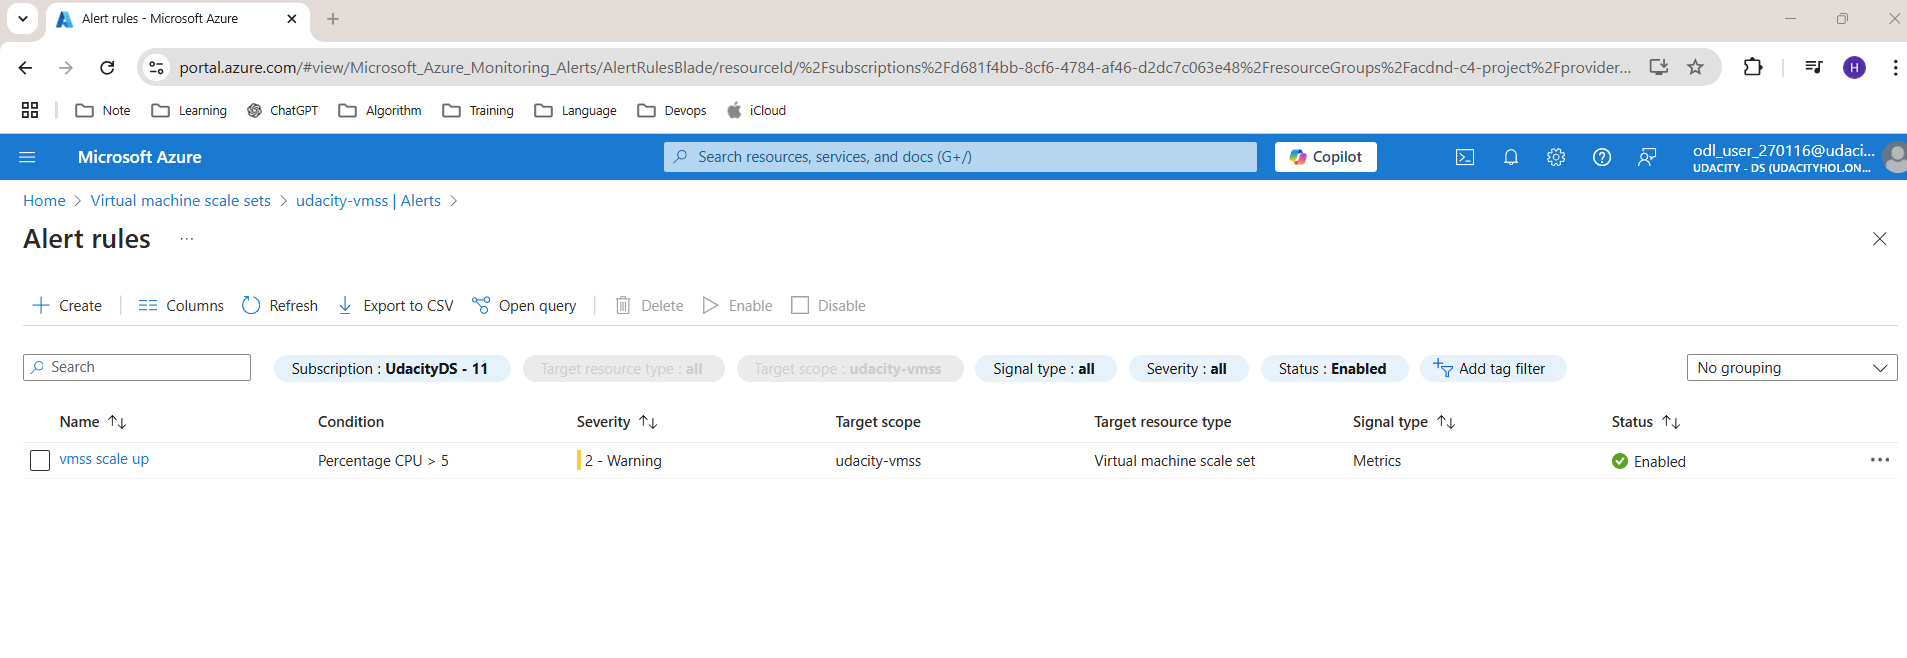 Alert rules - Microsoft Azure
portal.azure.com/#view/Microsoft_Azure_Monitoring_Alerts/AlertRulesBlade/resourceId/%2Fsubscriptions%2Fd681f4bb-8cf6-4784-af46-d2dc7c063e48%2FresourceGroups%2Facdnd-c4-project%2Fprovider...
H
Note Learning ChatGPT Algorithm Training Language Devops iCloud
Microsoft Azure
Search resources, services, and docs (G+/)
Copilot
odl_user_270116@udaci...
UDACITY - DS (UDACITYHOL.ON...
Home > Virtual machine scale sets > udacity-vmss | Alerts >
Alert rules ...
Create Columns Refresh Export to CSV Open query Delete Enable Disable
Search Subscription : UdacityDS - 11 Target resource type : all Target scope : udacity-vmss Signal type : all Severity : all Status : Enabled Add tag filter No grouping
Name Condition Severity Target scope Target resource type Signal type Status
vmss scale up Percentage CPU > 5 2 - Warning udacity-vmss Virtual machine scale set Metrics Enabled